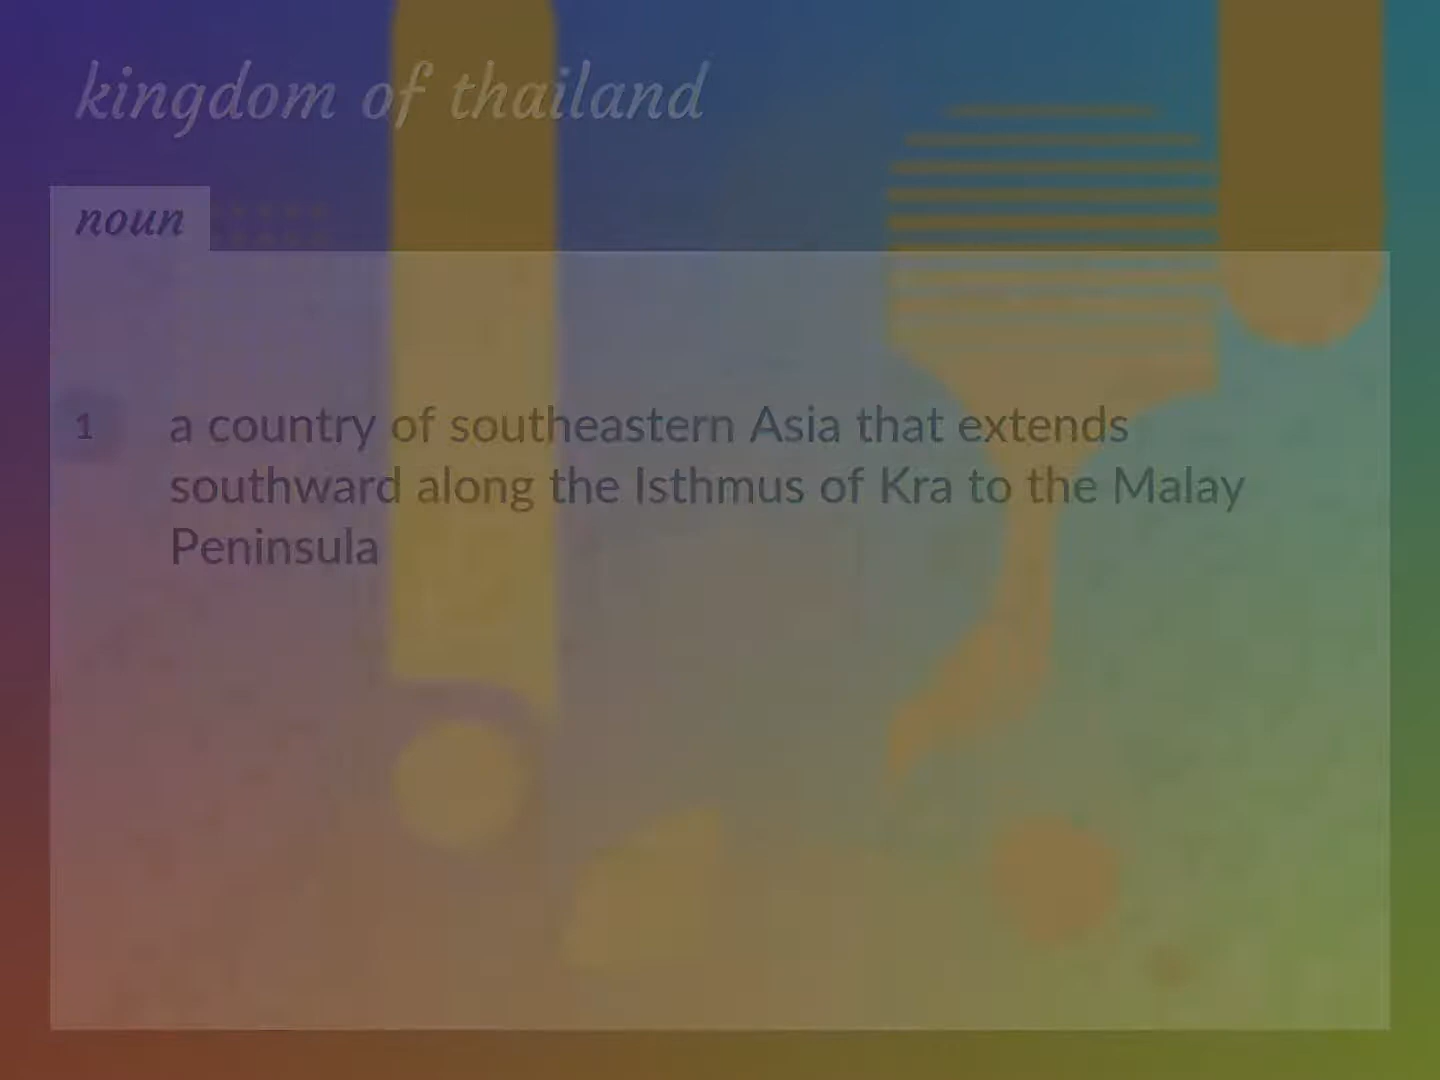 kingdom of thailand
noun
1 a country of southeastern Asia that extends
southward along the Isthmus of Kra to the Malay
Peninsula